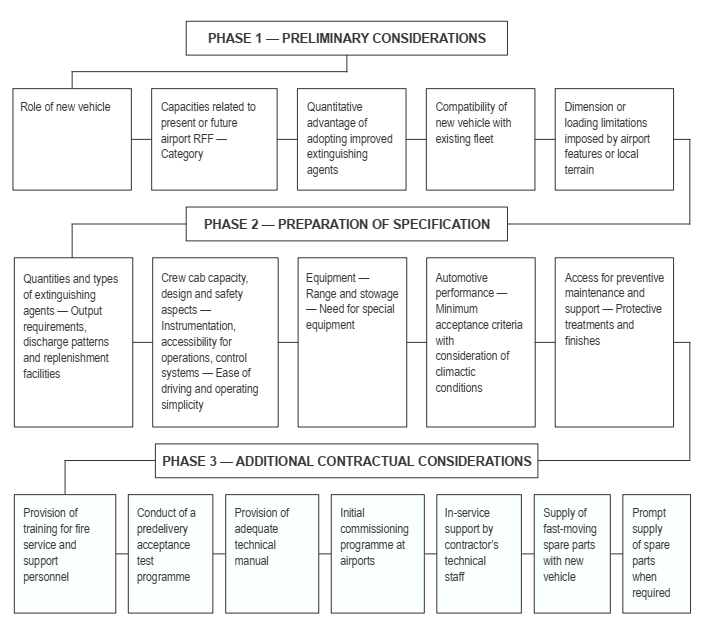 PHASE 1 — PRELIMINARY CONSIDERATIONS
Role of new vehicle
Capacities related to
present or future
airport RFF —
Category
Quantitative
advantage of
adopting improved
extinguishing
agents
Compatibility of
new vehicle with
existing fleet
Dimension or
loading limitations
imposed by airport
features or local
terrain
PHASE 2 — PREPARATION OF SPECIFICATION
Quantities and types
of extinguishing
agents — Output
requirements,
discharge patterns
and replenishment
facilities
Crew cab capacity,
design and safety
aspects —
Instrumentation,
accessibility for
operations, control
systems — Ease of
driving and operating
simplicity
Equipment —
Range and stowage
— Need for special
equipment
Automotive
performance —
Minimum
acceptance criteria
with
consideration of
climactic
conditions
Access for preventive
maintenance and
support — Protective
treatments and
finishes
PHASE 3 — ADDITIONAL CONTRACTUAL CONSIDERATIONS
Provision of
training for fire
service and
support
personnel
Conduct of a
predelivery
acceptance
test
programme
Provision of
adequate
technical
manual
Initial
commissioning
programme at
airports
In-service
support by
contractor's
technical
staff
Supply of
fast-moving
spare parts
with new
vehicle
Prompt
supply
of spare
parts
when
required